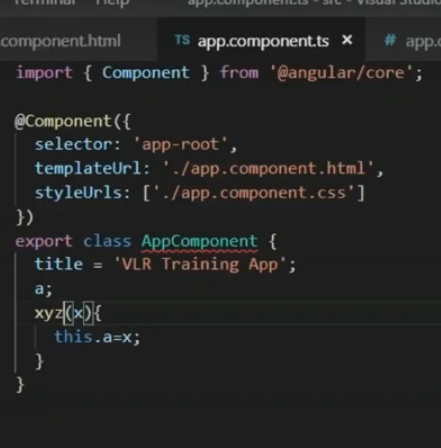 Terminal Help app.component.ts - src - Visual Studio
component.html TS app.component.ts × # app.c
import { Component } from '@angular/core';
@Component({
selector: 'app-root',
templateUrl: './app.component.html',
styleUrls: ['./app.component.css']
})
export class AppComponent {
title = 'VLR Training App';
a;
xyz(x){
this.a=x;
}
}